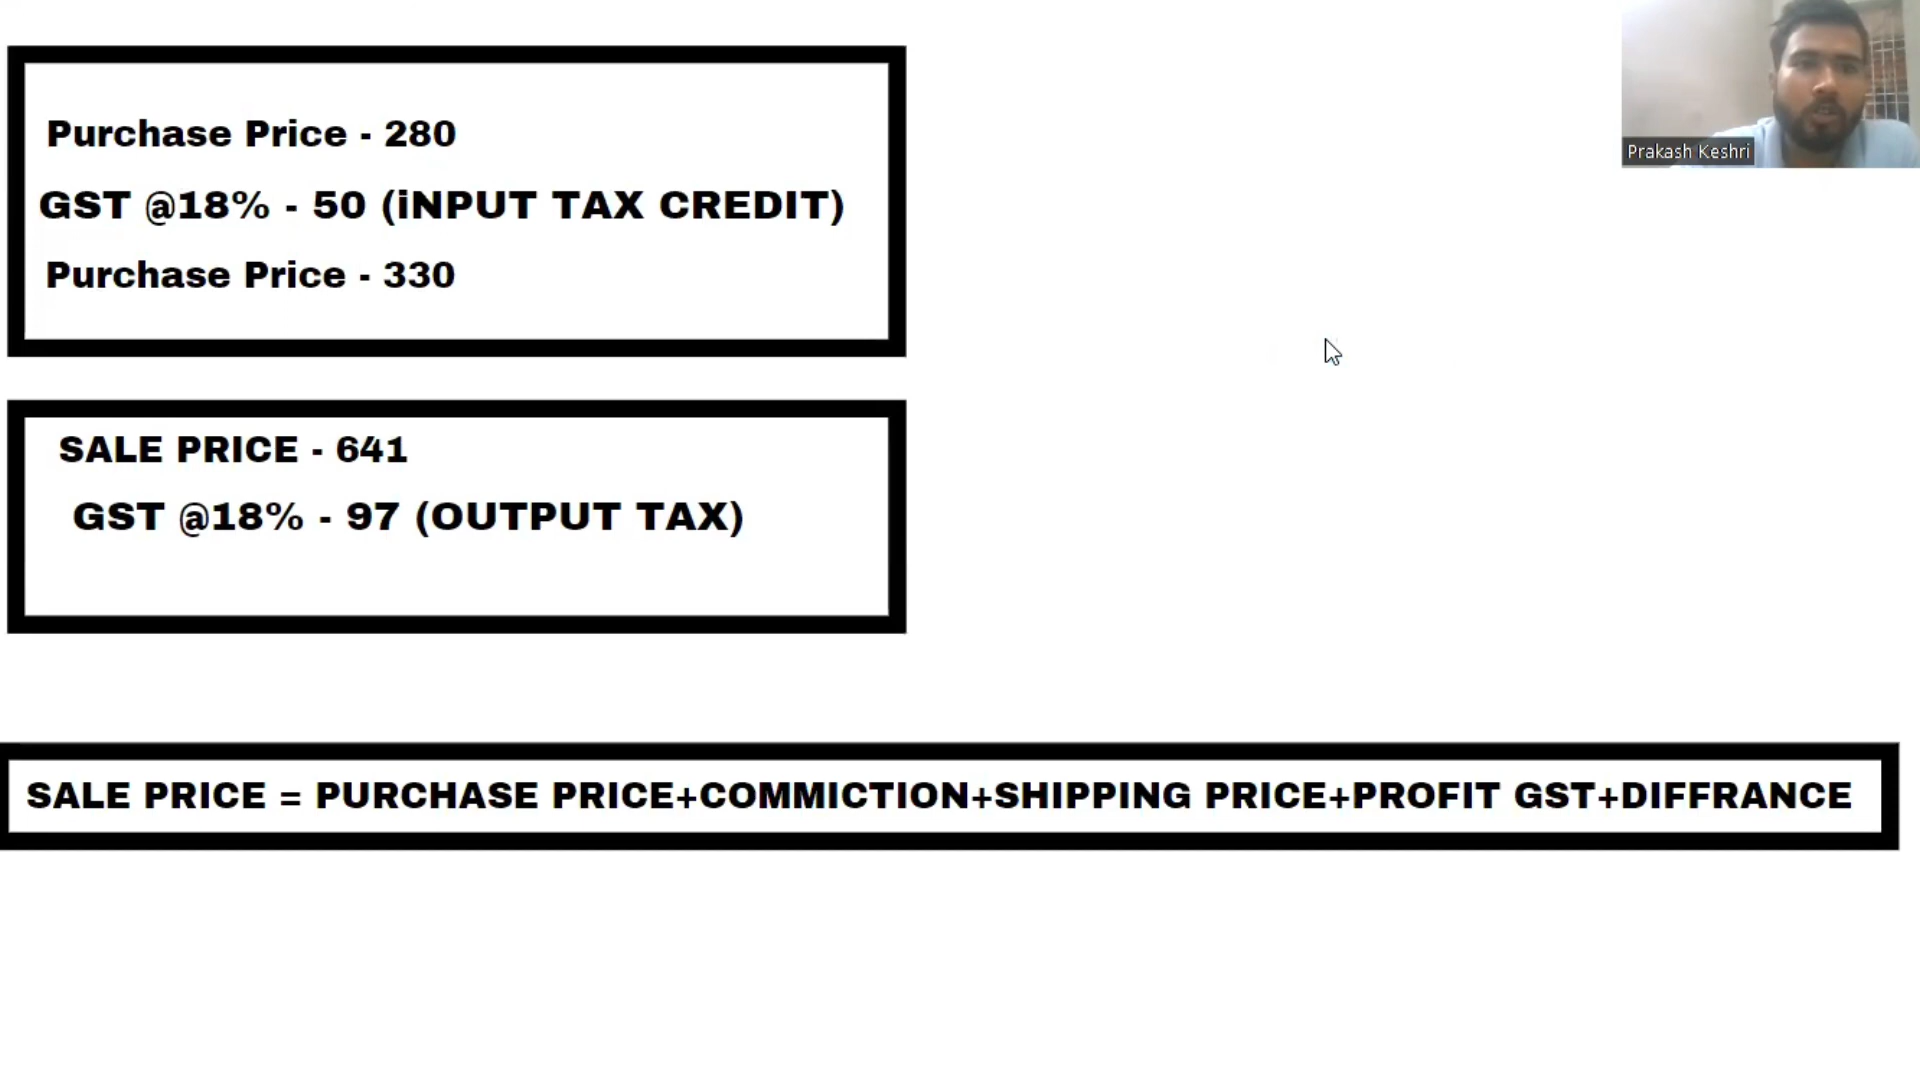 Purchase Price - 280
GST @18% - 50 (iNPUT TAX CREDIT)
Purchase Price - 330
SALE PRICE - 641
GST @18% - 97 (OUTPUT TAX)
SALE PRICE = PURCHASE PRICE+COMMICTION+SHIPPING PRICE+PROFIT GST+DIFFRANCE
Prakash Keshri